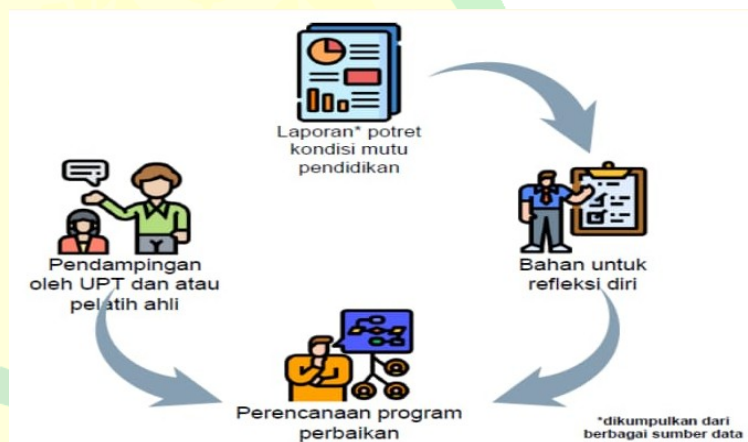 Laporan* potret
kondisi mutu
pendidikan
Pendampingan
oleh UPT dan atau
pelatih ahli
Bahan untuk
refleksi diri
Perencanaan program
perbaikan
*dikumpulkan dari
berbagai sumber data